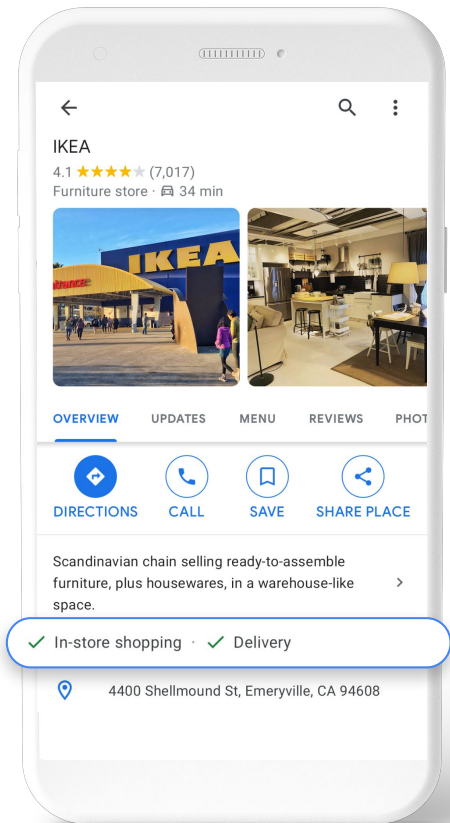 IKEA
4.1 (7,017)
Furniture store · 34 min
IKEA
OVERVIEW UPDATES MENU REVIEWS PHOT
DIRECTIONS CALL SAVE SHARE PLACE
Scandinavian chain selling ready-to-assemble
furniture, plus housewares, in a warehouse-like
space.
In-store shopping · Delivery
4400 Shellmound St, Emeryville, CA 94608